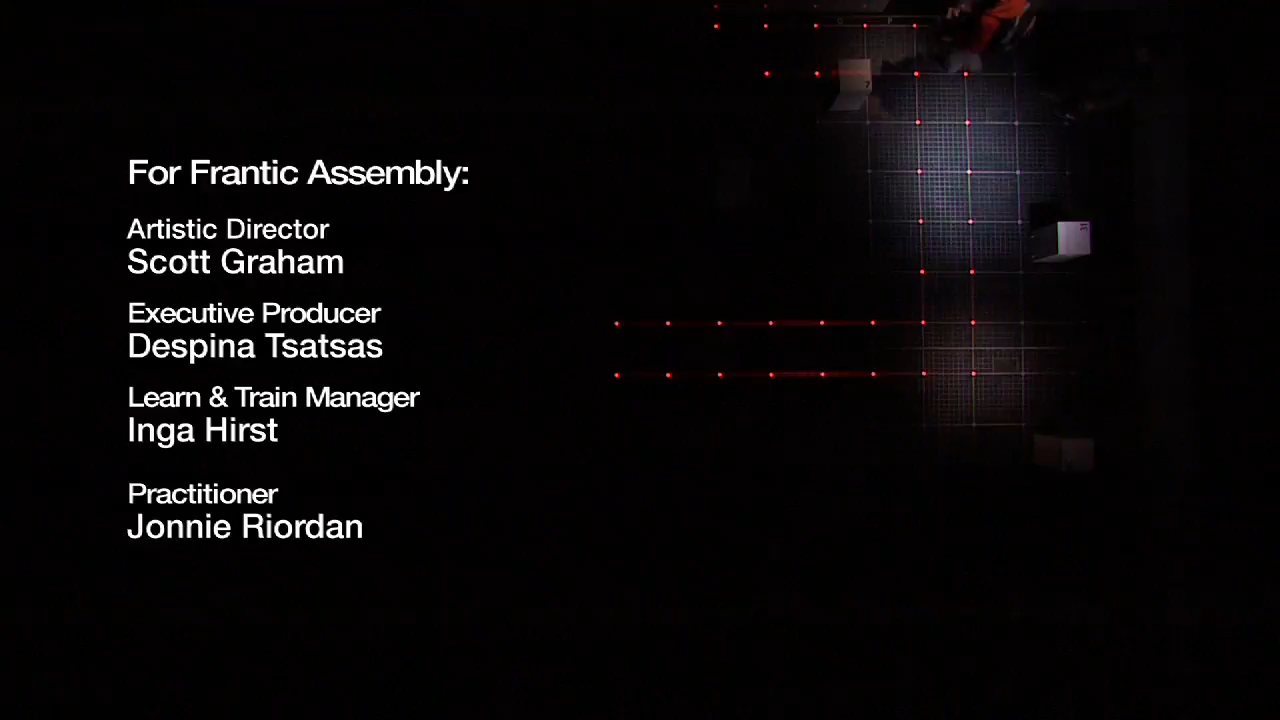 For Frantic Assembly:
Artistic Director
Scott Graham
Executive Producer
Despina Tsatsas
Learn & Train Manager
Inga Hirst
Practitioner
Jonnie Riordan